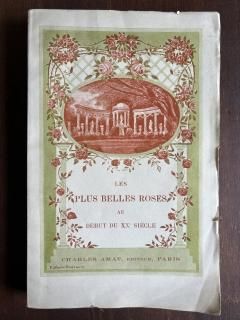 LES
PLUS BELLES ROSES
AU
DÉBUT DU XXE SIÈCLE
CHARLES AMAT, ÉDITEUR, PARIS